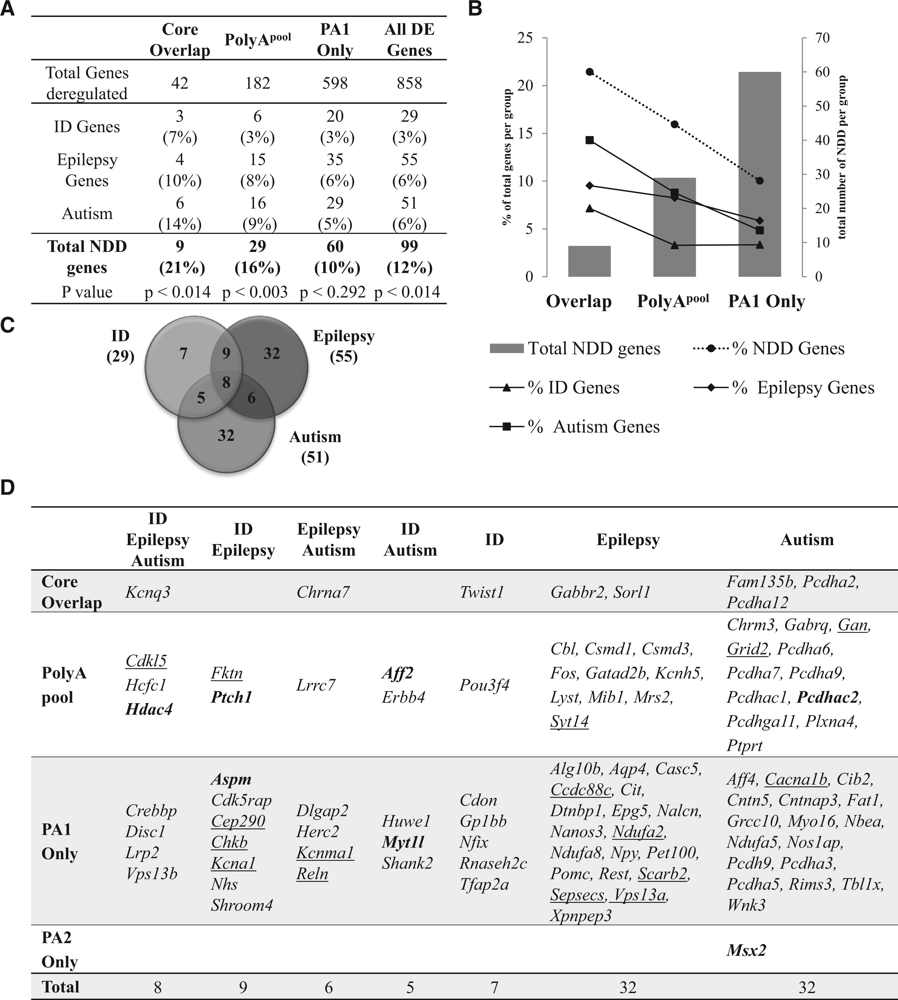 A
Core Overlap PolyApool PA1 Only All DE Genes
Total Genes deregulated 42 182 598 858
ID Genes 3 (7%) 6 (3%) 20 (3%) 29 (3%)
Epilepsy Genes 4 (10%) 15 (8%) 35 (6%) 55 (6%)
Autism 6 (14%) 16 (9%) 29 (5%) 51 (6%)
Total NDD genes 9 (21%) 29 (16%) 60 (10%) 99 (12%)
P value p < 0.014 p < 0.003 p < 0.292 p < 0.014
B
% of total genes per group
25
20
15
10
5
0
total number of NDD per group
70
60
50
40
30
20
10
0
Overlap PolyApool PA1 Only
Total NDD genes
% NDD Genes
% ID Genes
% Epilepsy Genes
% Autism Genes
C
ID
(29)
Epilepsy
(55)
Autism
(51)
7 9 32
8
5 6
32
D
ID Epilepsy Autism
ID Epilepsy
Epilepsy Autism
ID Autism
ID
Epilepsy
Autism
Core Overlap
Kcnq3
Chrna7
Twist1
Gabbr2, Sorl1
Fam135b, Pcdha2,
Pcdha12
PolyA pool
Cdkl5
Hcfc1
Hdac4
Fktn
Ptch1
Lrrc7
Aff2
Erbb4
Pou3f4
Cbl, Csmd1, Csmd3,
Fos, Gatad2b, Kcnh5,
Lyst, Mib1, Mrs2,
Syt14
Chrm3, Gabrq, Gan,
Grid2, Pcdha6,
Pcdha7, Pcdha9,
Pcdhac1, Pcdhac2,
Pcdhga11, Plxna4,
Ptprt
PA1 Only
Crebbp
Disc1
Lrp2
Vps13b
Aspm
Cdk5rap
Cep290
Chkb
Kcna1
Nhs
Shroom4
Dlgap2
Herc2
Kcnma1
Reln
Huwe1
Myt1l
Shank2
Cdon
Gp1bb
Nfix
Rnaseh2c
Tfap2a
Alg10b, Aqp4, Casc5,
Ccdc88c, Cit,
Dtnbp1, Epg5, Nalcn,
Nanos3, Ndufa2,
Ndufa8, Npy, Pet100,
Pomc, Rest, Scarb2,
Sepsecs, Vps13a,
Xpnpep3
Aff4, Cacna1b, Cib2,
Cntn5, Cntnap3, Fat1,
Grcc10, Myo16, Nbea,
Ndufa5, Nos1ap,
Pcdh9, Pcdha3,
Pcdha5, Rims3, Tbl1x,
Wnk3
PA2 Only
Msx2
Total 8 9 6 5 7 32 32